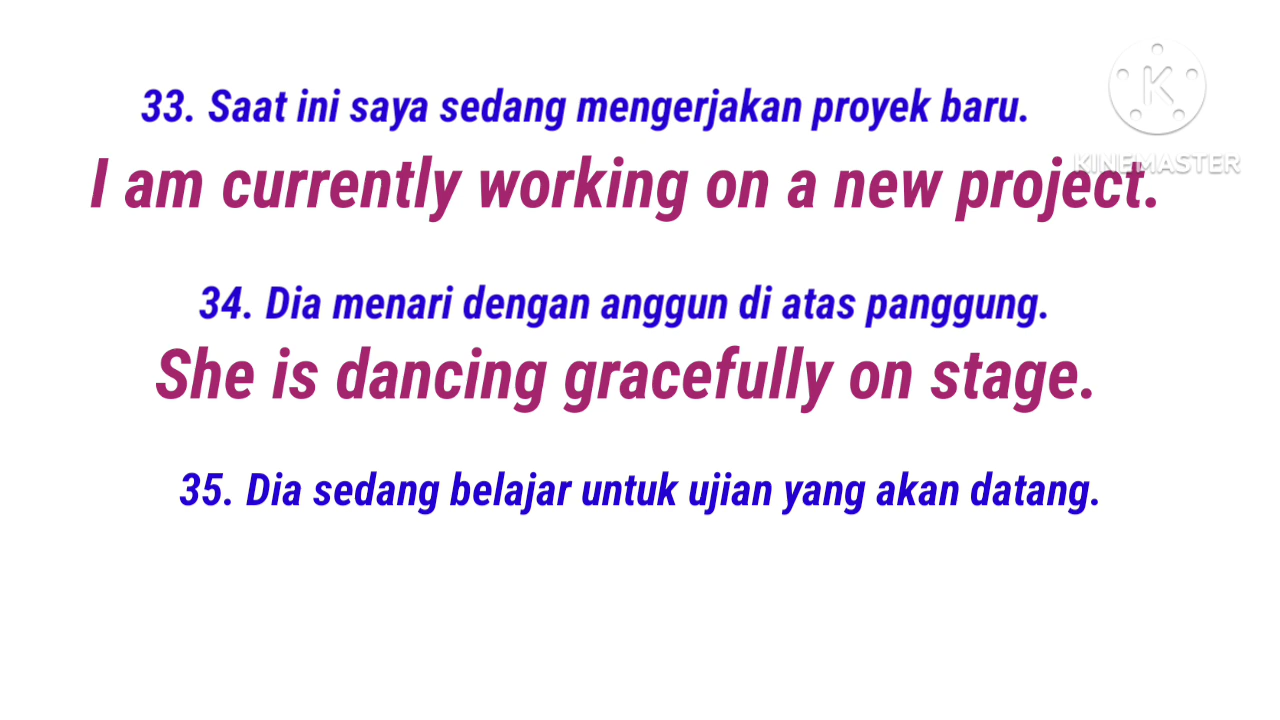 33. Saat ini saya sedang mengerjakan proyek baru.
KINEMASTER
I am currently working on a new project.
34. Dia menari dengan anggun di atas panggung.
She is dancing gracefully on stage.
35. Dia sedang belajar untuk ujian yang akan datang.